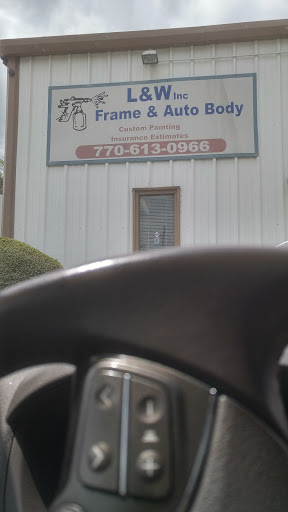 L&W Inc
Frame & Auto Body
Custom Painting
Insurance Estimates
770-613-0966